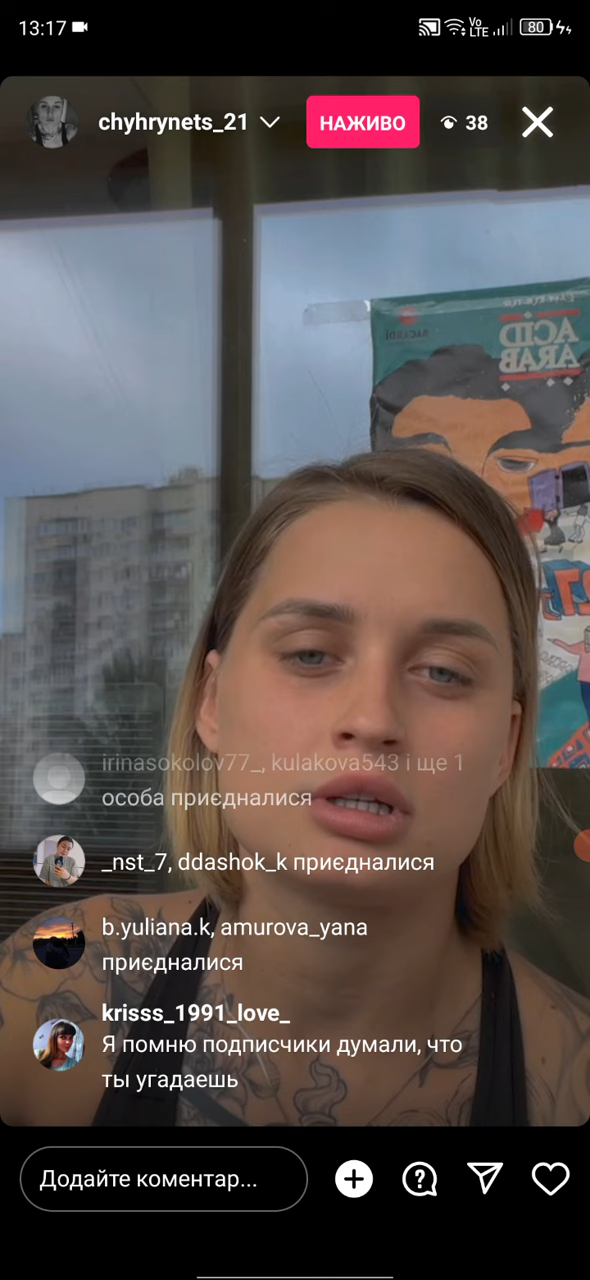 13:17
Vo
LTE
80
chyhrynets_21
НАЖИВО
38
BACARDI
ACID
ARAB
irinasokolov77_, kulakova543 і ще 1
особа приєдналися
_nst_7, ddashok_k приєдналися
b.yuliana.k, amurova_yana
приєдналися
krisss_1991_love_
Я помню подписчики думали, что
ты угадаешь
Додайте коментар...